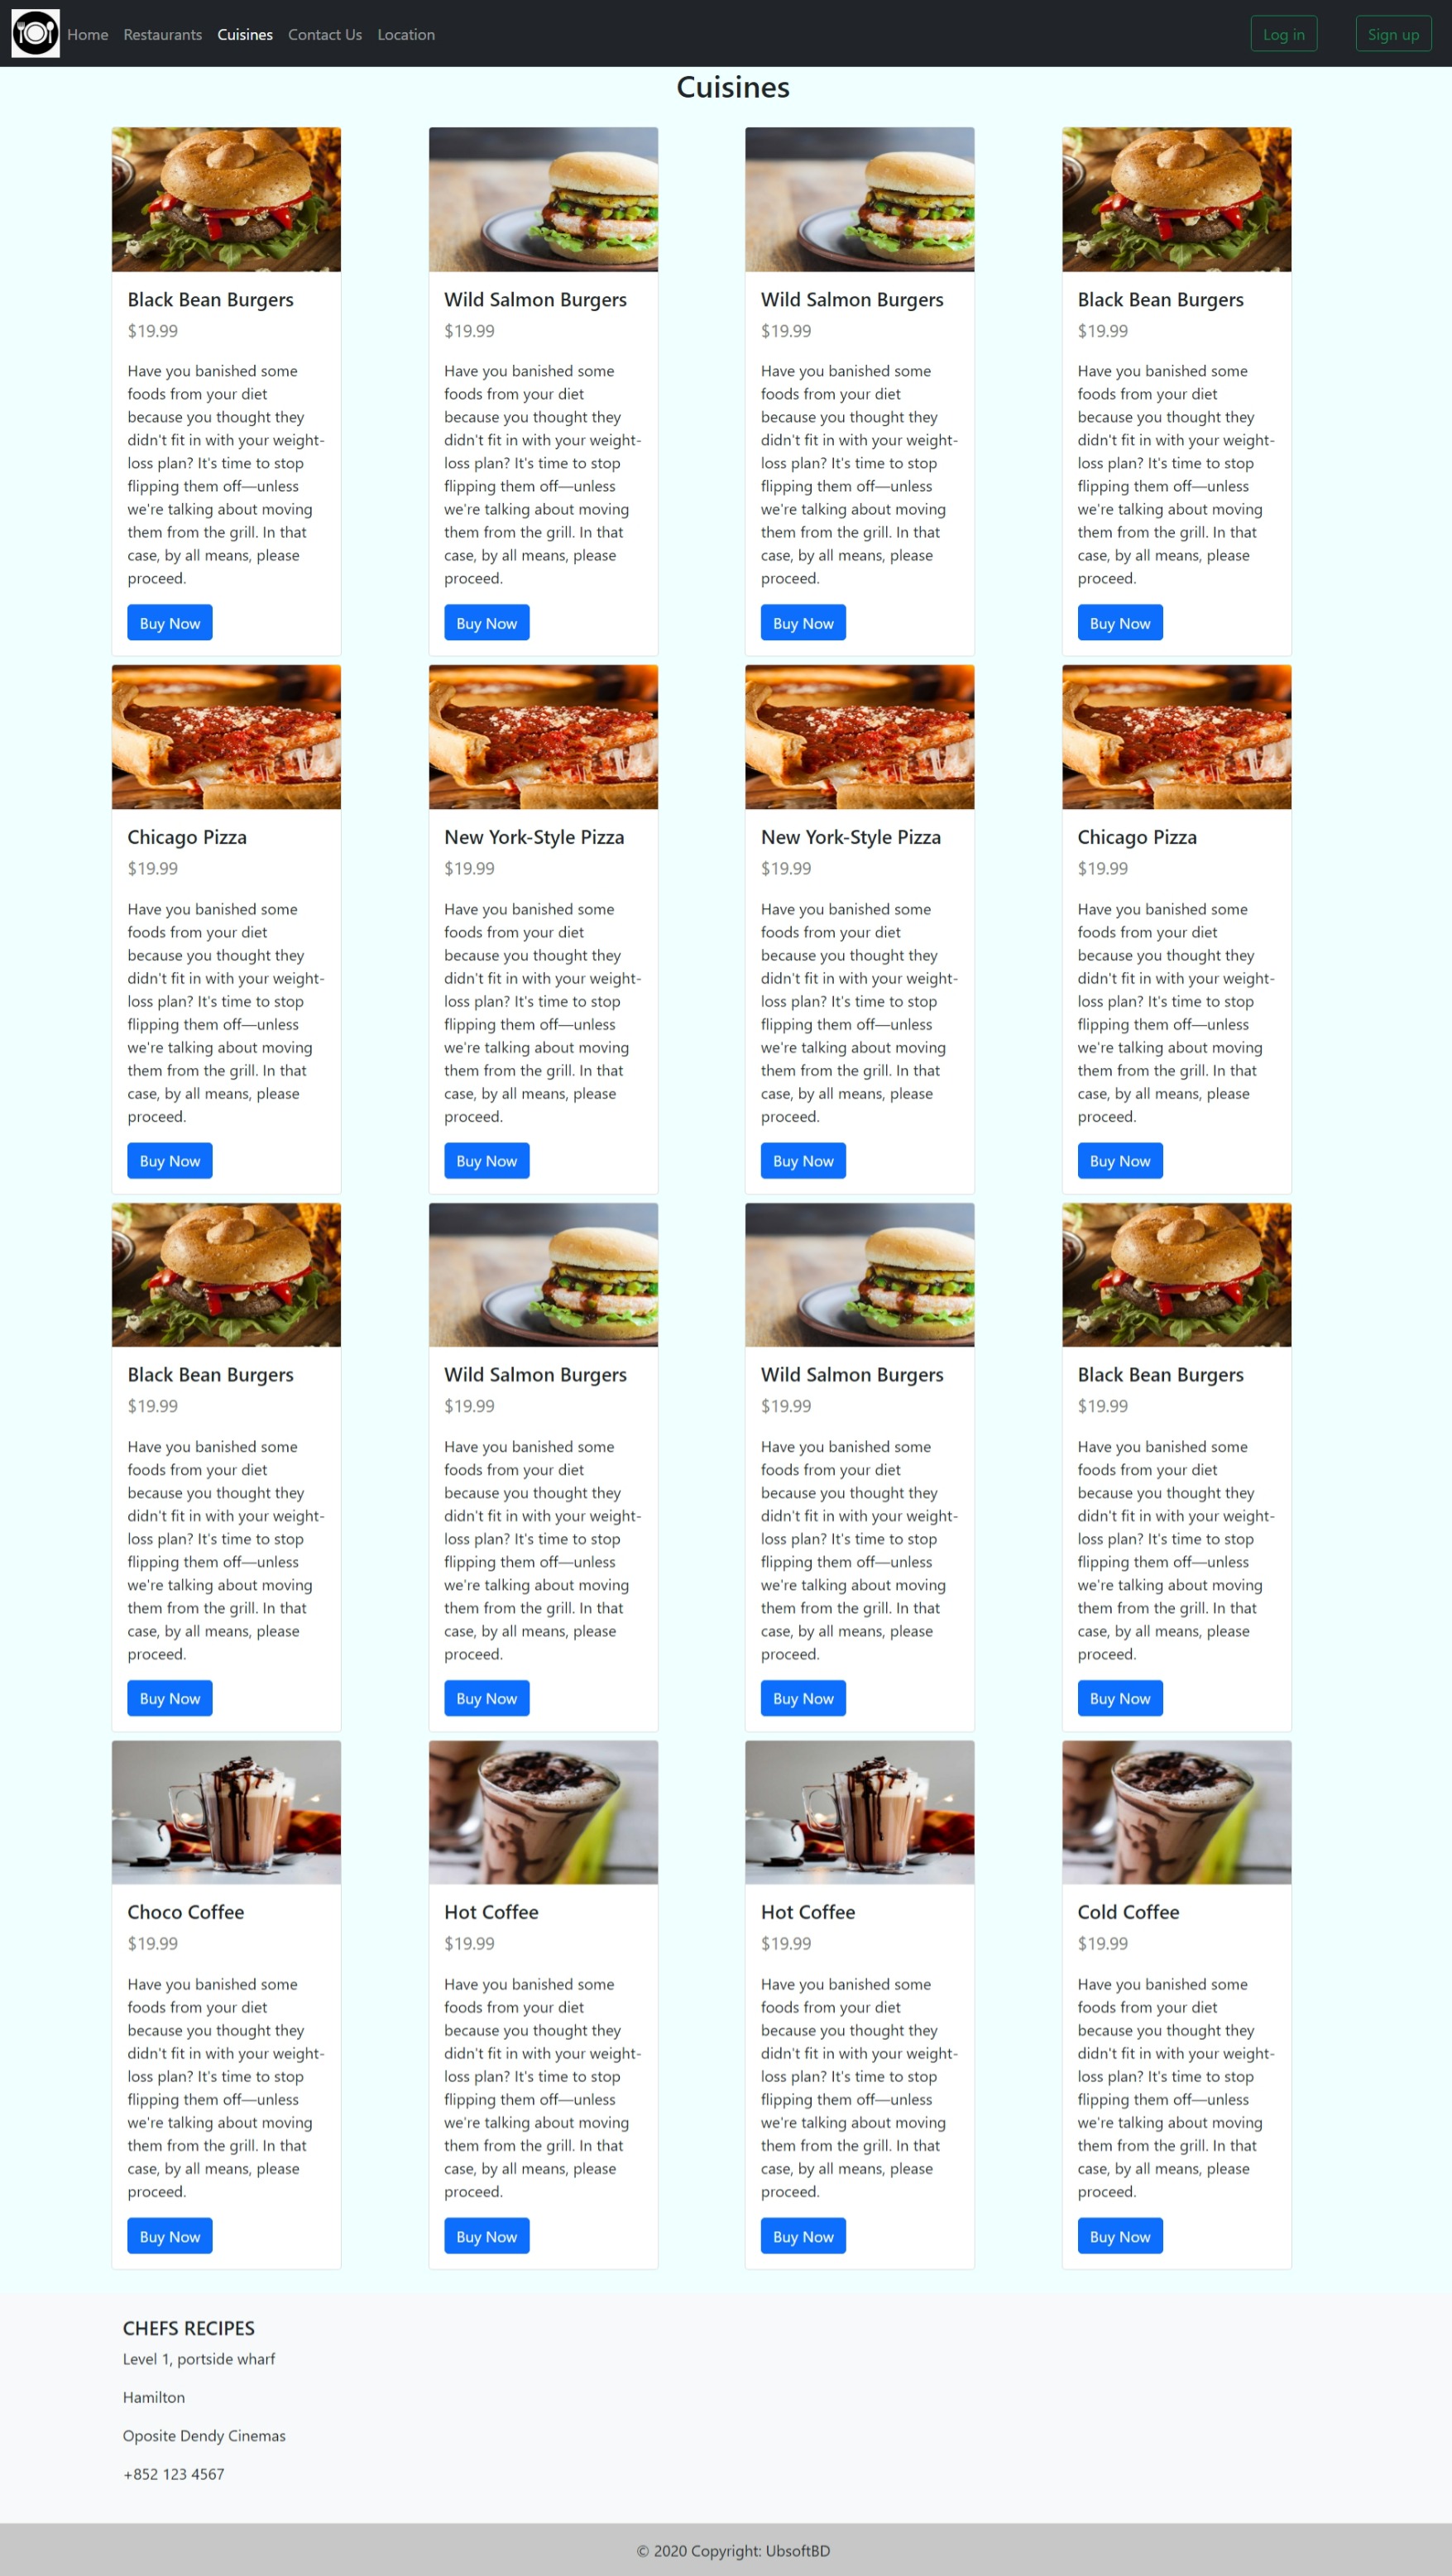 Home Restaurants Cuisines Contact Us Location Log in Sign up
Cuisines
Black Bean Burgers
$19.99
Have you banished some
foods from your diet
because you thought they
didn't fit in with your weight-
loss plan? It's time to stop
flipping them off—unless
we're talking about moving
them from the grill. In that
case, by all means, please
proceed.
Buy Now
Wild Salmon Burgers
$19.99
Have you banished some
foods from your diet
because you thought they
didn't fit in with your weight-
loss plan? It's time to stop
flipping them off—unless
we're talking about moving
them from the grill. In that
case, by all means, please
proceed.
Buy Now
Wild Salmon Burgers
$19.99
Have you banished some
foods from your diet
because you thought they
didn't fit in with your weight-
loss plan? It's time to stop
flipping them off—unless
we're talking about moving
them from the grill. In that
case, by all means, please
proceed.
Buy Now
Black Bean Burgers
$19.99
Have you banished some
foods from your diet
because you thought they
didn't fit in with your weight-
loss plan? It's time to stop
flipping them off—unless
we're talking about moving
them from the grill. In that
case, by all means, please
proceed.
Buy Now
Chicago Pizza
$19.99
Have you banished some
foods from your diet
because you thought they
didn't fit in with your weight-
loss plan? It's time to stop
flipping them off—unless
we're talking about moving
them from the grill. In that
case, by all means, please
proceed.
Buy Now
New York-Style Pizza
$19.99
Have you banished some
foods from your diet
because you thought they
didn't fit in with your weight-
loss plan? It's time to stop
flipping them off—unless
we're talking about moving
them from the grill. In that
case, by all means, please
proceed.
Buy Now
New York-Style Pizza
$19.99
Have you banished some
foods from your diet
because you thought they
didn't fit in with your weight-
loss plan? It's time to stop
flipping them off—unless
we're talking about moving
them from the grill. In that
case, by all means, please
proceed.
Buy Now
Chicago Pizza
$19.99
Have you banished some
foods from your diet
because you thought they
didn't fit in with your weight-
loss plan? It's time to stop
flipping them off—unless
we're talking about moving
them from the grill. In that
case, by all means, please
proceed.
Buy Now
Black Bean Burgers
$19.99
Have you banished some
foods from your diet
because you thought they
didn't fit in with your weight-
loss plan? It's time to stop
flipping them off—unless
we're talking about moving
them from the grill. In that
case, by all means, please
proceed.
Buy Now
Wild Salmon Burgers
$19.99
Have you banished some
foods from your diet
because you thought they
didn't fit in with your weight-
loss plan? It's time to stop
flipping them off—unless
we're talking about moving
them from the grill. In that
case, by all means, please
proceed.
Buy Now
Wild Salmon Burgers
$19.99
Have you banished some
foods from your diet
because you thought they
didn't fit in with your weight-
loss plan? It's time to stop
flipping them off—unless
we're talking about moving
them from the grill. In that
case, by all means, please
proceed.
Buy Now
Black Bean Burgers
$19.99
Have you banished some
foods from your diet
because you thought they
didn't fit in with your weight-
loss plan? It's time to stop
flipping them off—unless
we're talking about moving
them from the grill. In that
case, by all means, please
proceed.
Buy Now
Choco Coffee
$19.99
Have you banished some
foods from your diet
because you thought they
didn't fit in with your weight-
loss plan? It's time to stop
flipping them off—unless
we're talking about moving
them from the grill. In that
case, by all means, please
proceed.
Buy Now
Hot Coffee
$19.99
Have you banished some
foods from your diet
because you thought they
didn't fit in with your weight-
loss plan? It's time to stop
flipping them off—unless
we're talking about moving
them from the grill. In that
case, by all means, please
proceed.
Buy Now
Hot Coffee
$19.99
Have you banished some
foods from your diet
because you thought they
didn't fit in with your weight-
loss plan? It's time to stop
flipping them off—unless
we're talking about moving
them from the grill. In that
case, by all means, please
proceed.
Buy Now
Cold Coffee
$19.99
Have you banished some
foods from your diet
because you thought they
didn't fit in with your weight-
loss plan? It's time to stop
flipping them off—unless
we're talking about moving
them from the grill. In that
case, by all means, please
proceed.
Buy Now
CHEFS RECIPES
Level 1, portside wharf
Hamilton
Oposite Dendy Cinemas
+852 123 4567
© 2020 Copyright: UbsoftBD